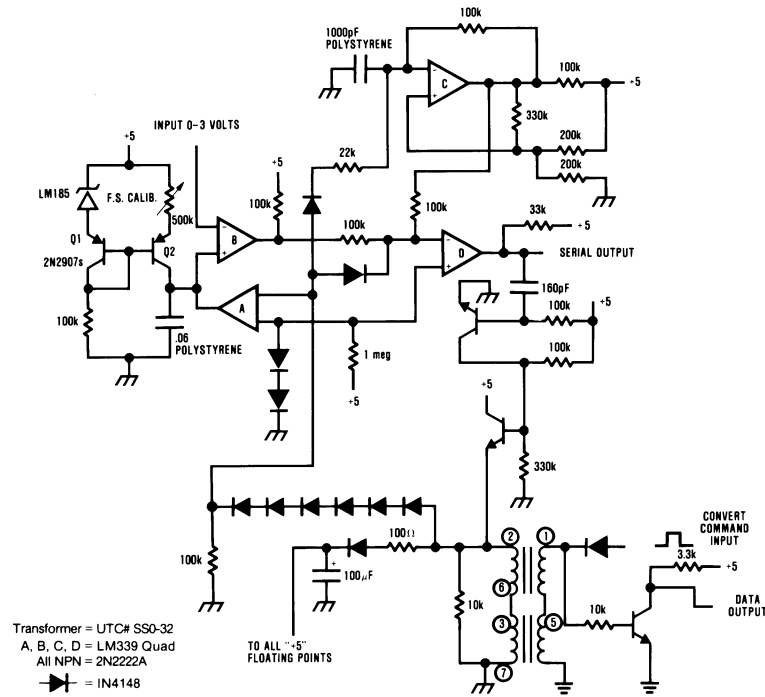 1000pF
POLYSTYRENE
100k
100k
+5
C
-
+
330k
200k
200k
INPUT 0–3 VOLTS
+5
22k
+5
LM185
F.S. CALIB.
500k
100k
100k
100k
33k
+5
Q1
2N2907s
Q2
B
-
+
D
-
+
SERIAL OUTPUT
A
160pF
+5
100k
100k
.06
POLYSTYRENE
1 meg
+5
100k
+5
330k
100k
100Ω
+
100µF
10k
TO ALL "+5"
FLOATING POINTS
2
1
6
3
5
7
CONVERT
COMMAND
INPUT
3.3k
+5
DATA
OUTPUT
10k
Transformer = UTC# SS0-32
A, B, C, D = LM339 Quad
All NPN = 2N2222A
= IN4148